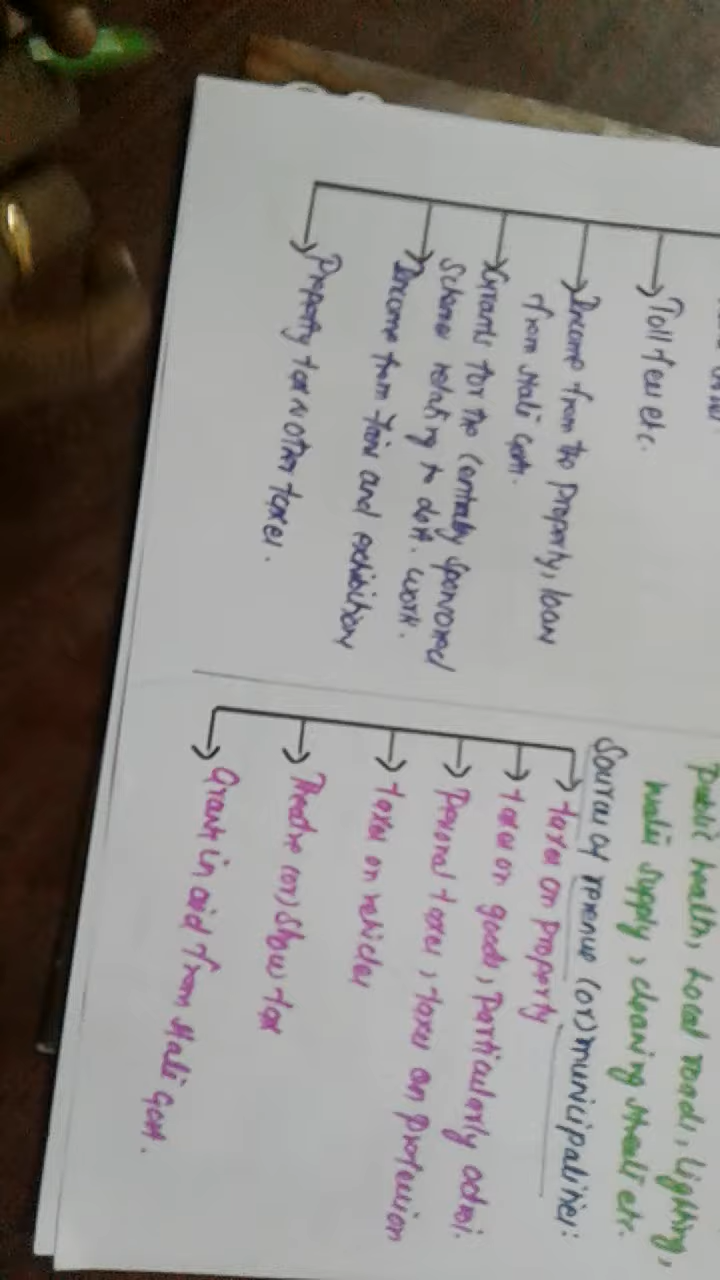 → Toll fees etc.
→ Income from the property, loan
from State Govt.
→ Grants for the centrally sponsored
scheme relating to devt. work.
→ Income from fairs and exhibition
→ Property tax & other taxes.
Public health, Local roads, Lighting,
water supply, cleaning streets etc.
Sources of revenue (or) municipalities:
→ taxes on property
→ taxes on goods, particularly octroi.
→ Personal taxes, taxes on profession
→ taxes on vehicles
→ Theatre (or) Show tax
→ Grant in aid from State Govt.